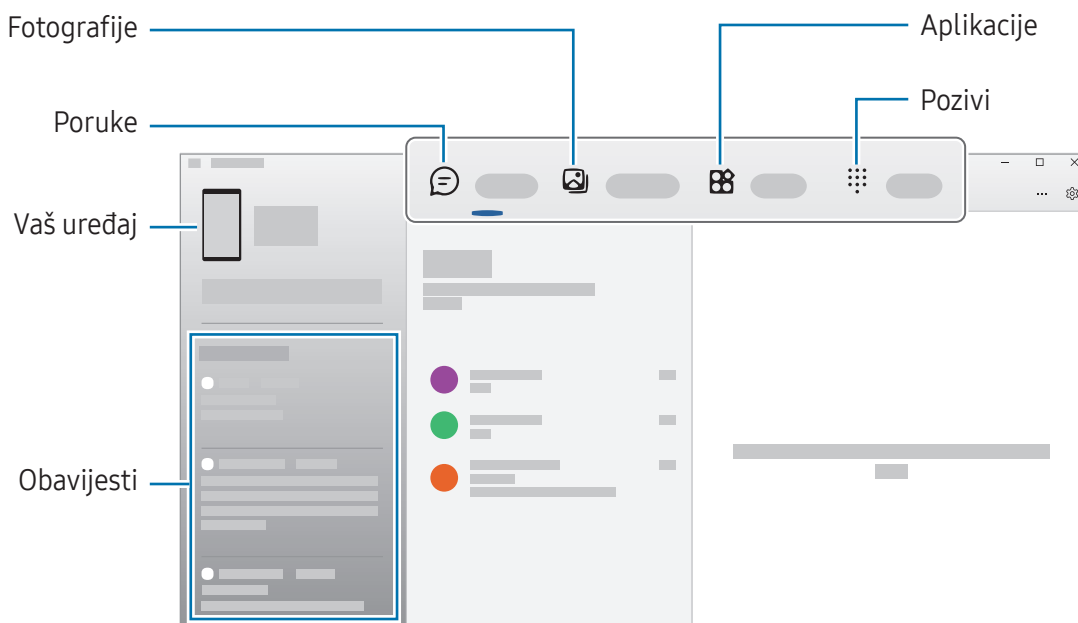 Fotografije
Aplikacije
Pozivi
Poruke
Vaš uređaj
Obavijesti